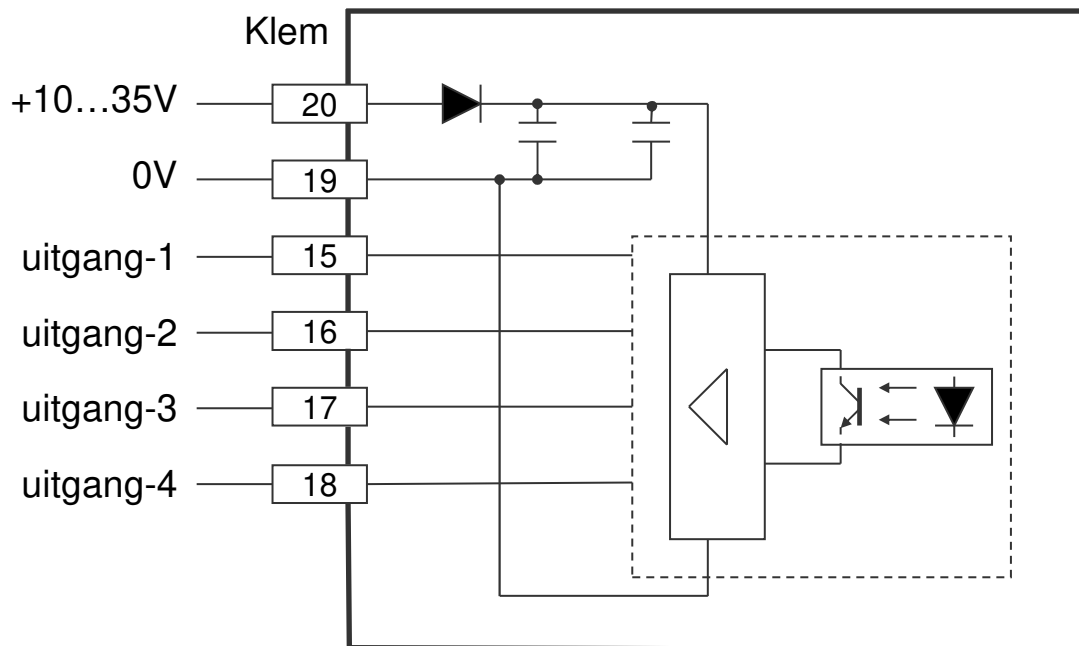 Klem
+10…35V 20
0V 19
uitgang-1 15
uitgang-2 16
uitgang-3 17
uitgang-4 18